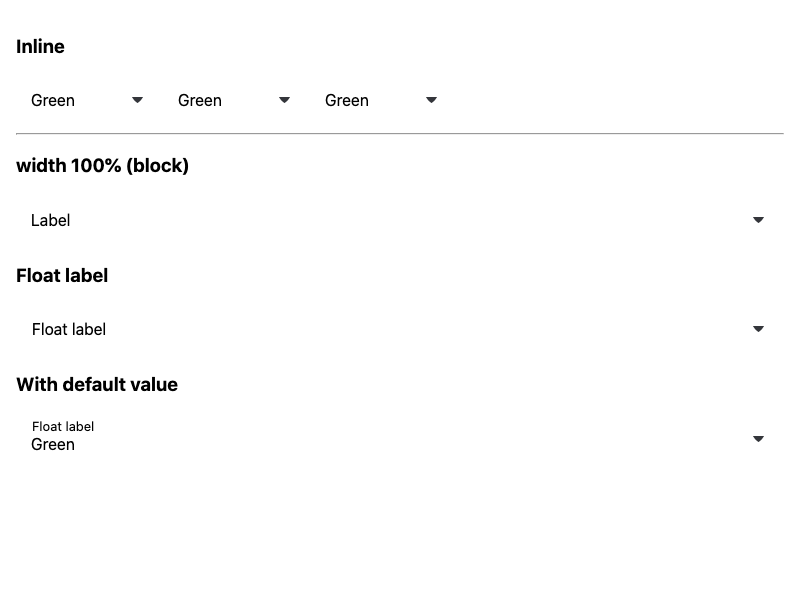 Inline
Green Green Green
width 100% (block)
Label
Float label
Float label
With default value
Float label
Green